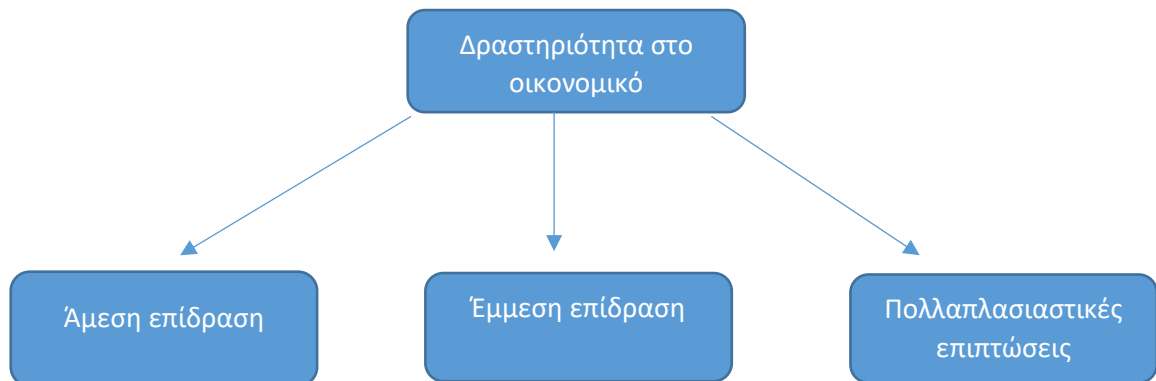 Δραστηριότητα στο
οικονομικό
Άμεση επίδραση
Έμμεση επίδραση
Πολλαπλασιαστικές
επιπτώσεις